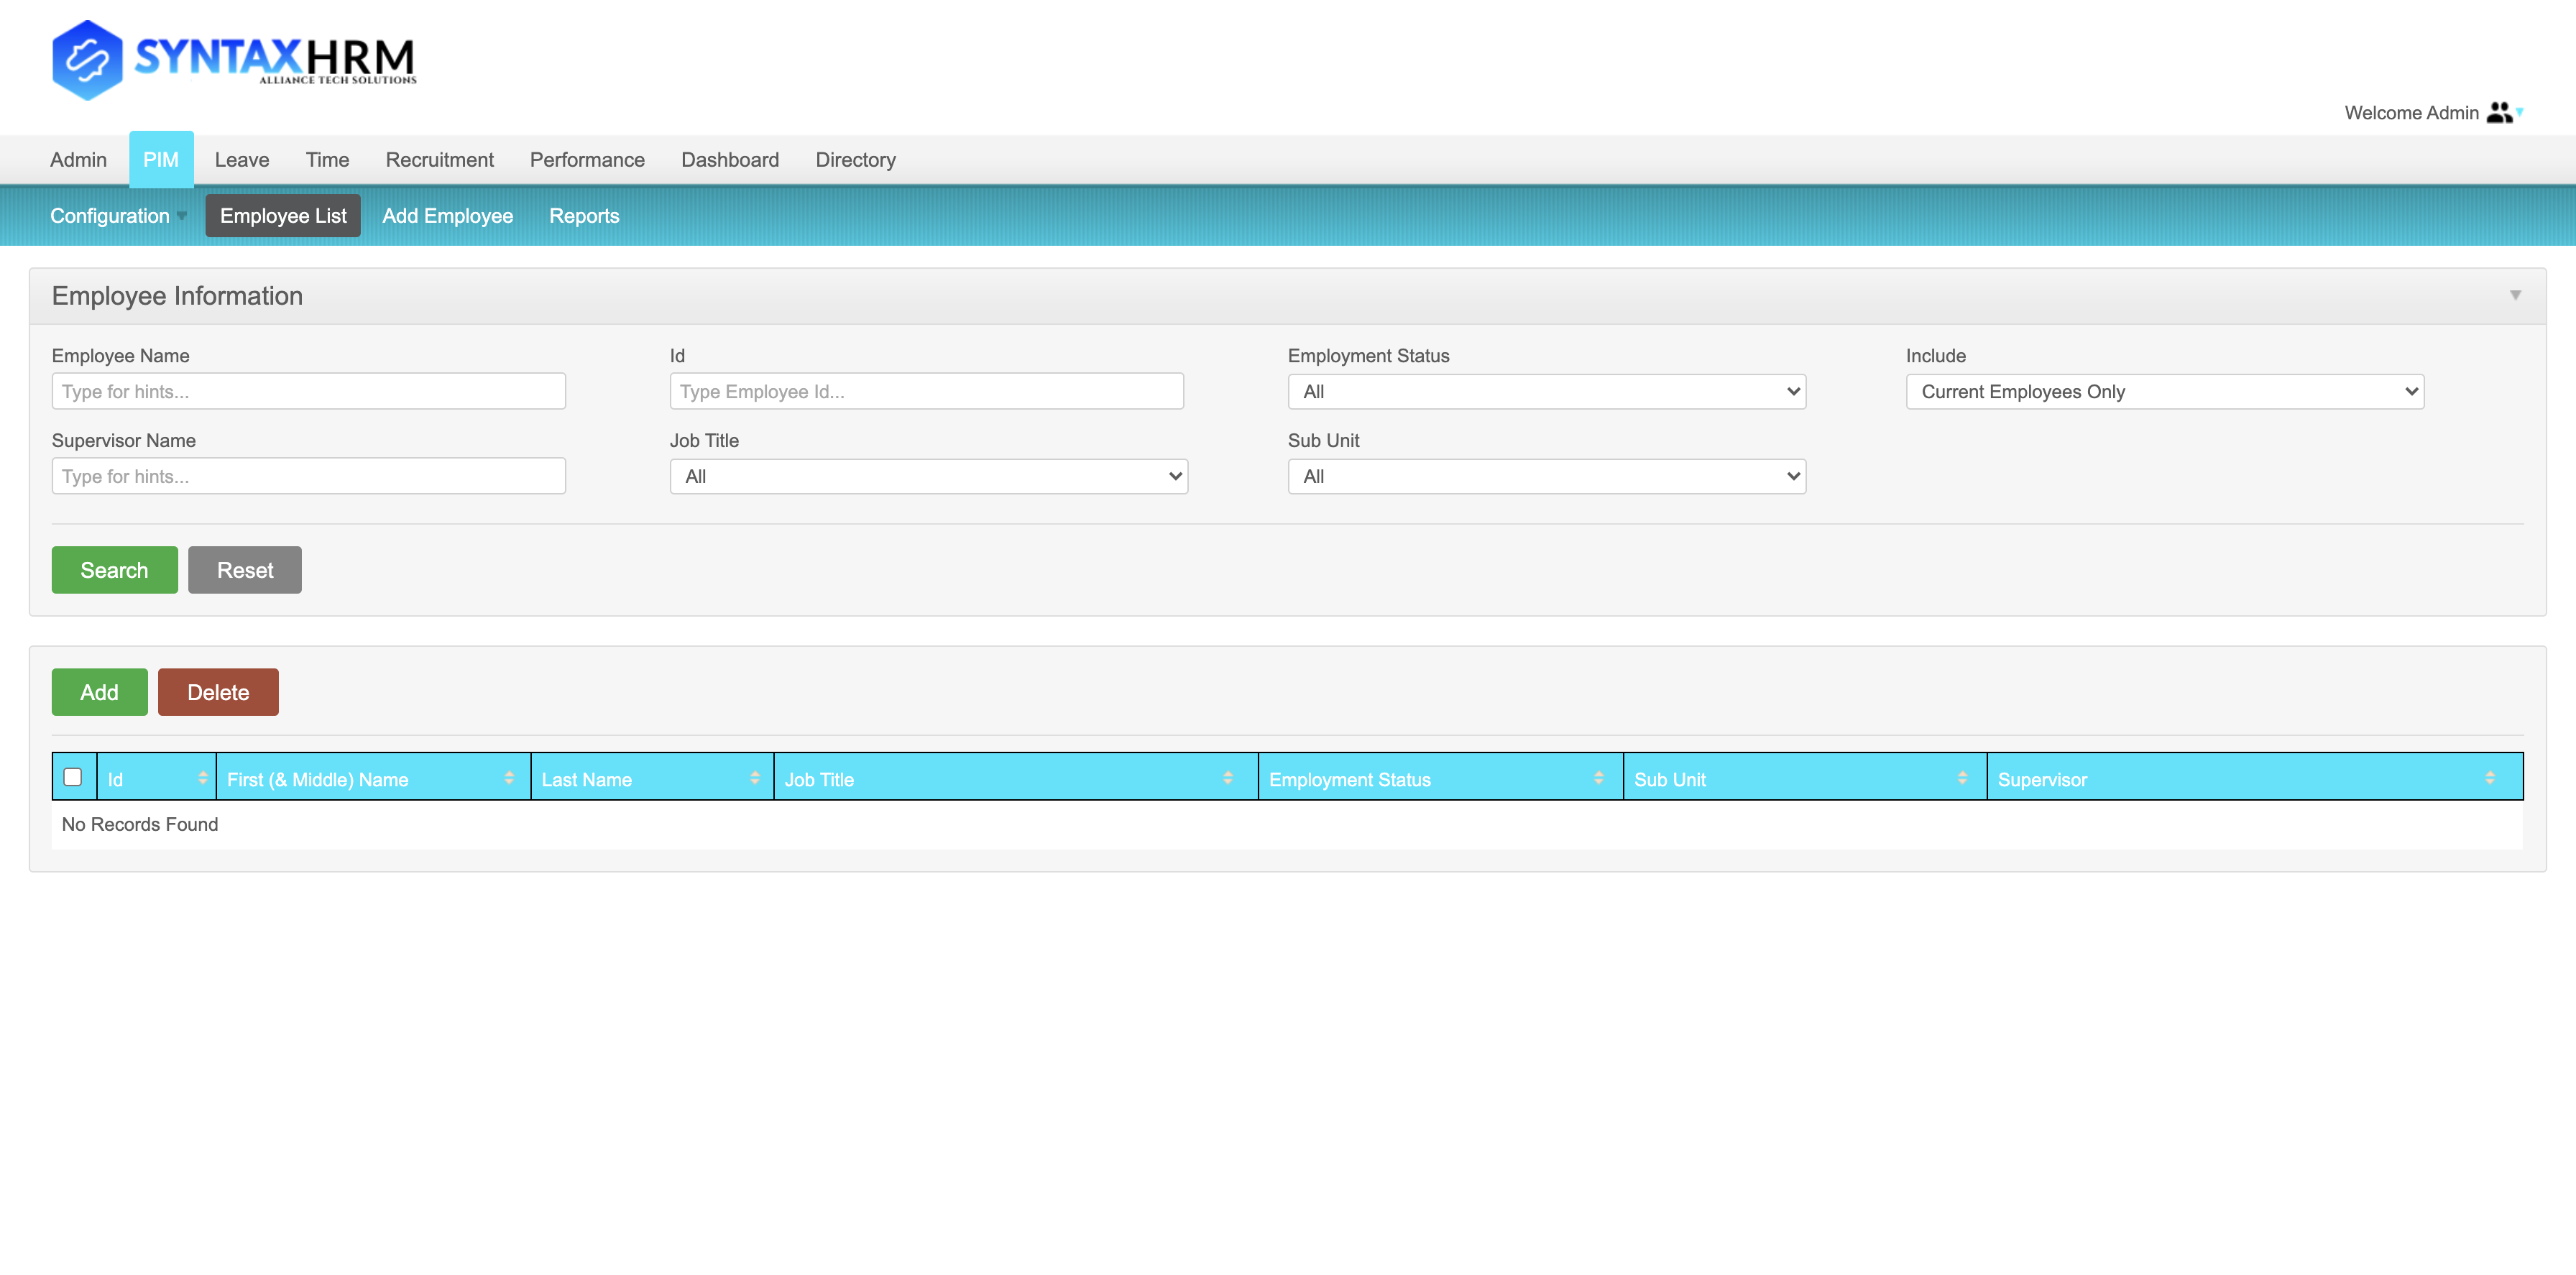 SYNTAXHRM
ALLIANCE TECH SOLUTIONS
Welcome Admin
Admin PIM Leave Time Recruitment Performance Dashboard Directory
Configuration Employee List Add Employee Reports
Employee Information
Employee Name Id Employment Status Include
Type for hints... Type Employee Id... All Current Employees Only
Supervisor Name Job Title Sub Unit
Type for hints... All All
Search Reset
Add Delete
Id First (& Middle) Name Last Name Job Title Employment Status Sub Unit Supervisor
No Records Found